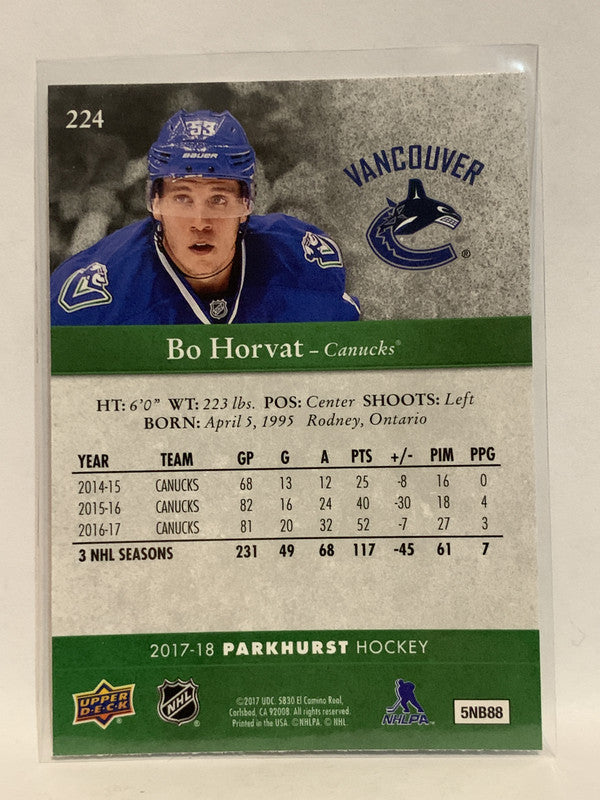 224
53
BAUER
VANCOUVER
®
Bo Horvat – Canucks®
HT: 6'0" WT: 223 lbs. POS: Center SHOOTS: Left
BORN: April 5, 1995 Rodney, Ontario
YEAR TEAM GP G A PTS +/- PIM PPG
2014-15 CANUCKS 68 13 12 25 -8 16 0
2015-16 CANUCKS 82 16 24 40 -30 18 4
2016-17 CANUCKS 81 20 32 52 -7 27 3
3 NHL SEASONS 231 49 68 117 -45 61 7
2017-18 PARKHURST HOCKEY
UPPER DECK
NHL
®
©2017 UDC. 5830 El Camino Real,
Carlsbad, CA 92008. All rights reserved.
Printed in the USA. ©NHLPA. © NHL.
NHLPA
®
5NB88